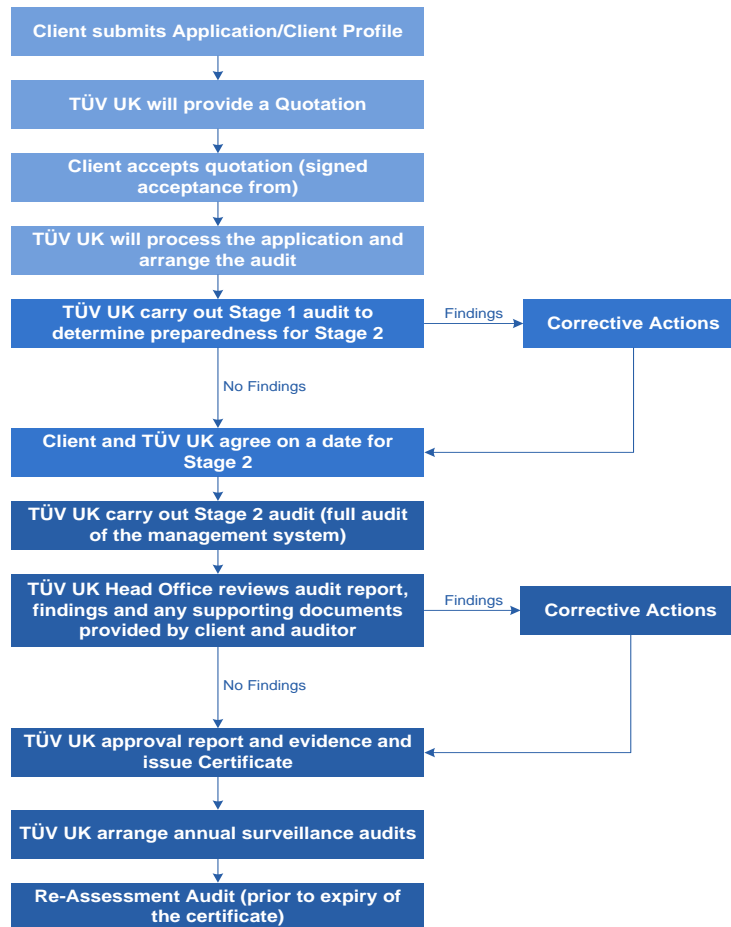 Client submits Application/Client Profile
TÜV UK will provide a Quotation
Client accepts quotation (signed
acceptance from)
TÜV UK will process the application and
arrange the audit
TÜV UK carry out Stage 1 audit to
determine preparedness for Stage 2
Findings
Corrective Actions
No Findings
Client and TÜV UK agree on a date for
Stage 2
TÜV UK carry out Stage 2 audit (full audit
of the management system)
TÜV UK Head Office reviews audit report,
findings and any supporting documents
provided by client and auditor
Findings
Corrective Actions
No Findings
TÜV UK approval report and evidence and
issue Certificate
TÜV UK arrange annual surveillance audits
Re-Assessment Audit (prior to expiry of
the certificate)